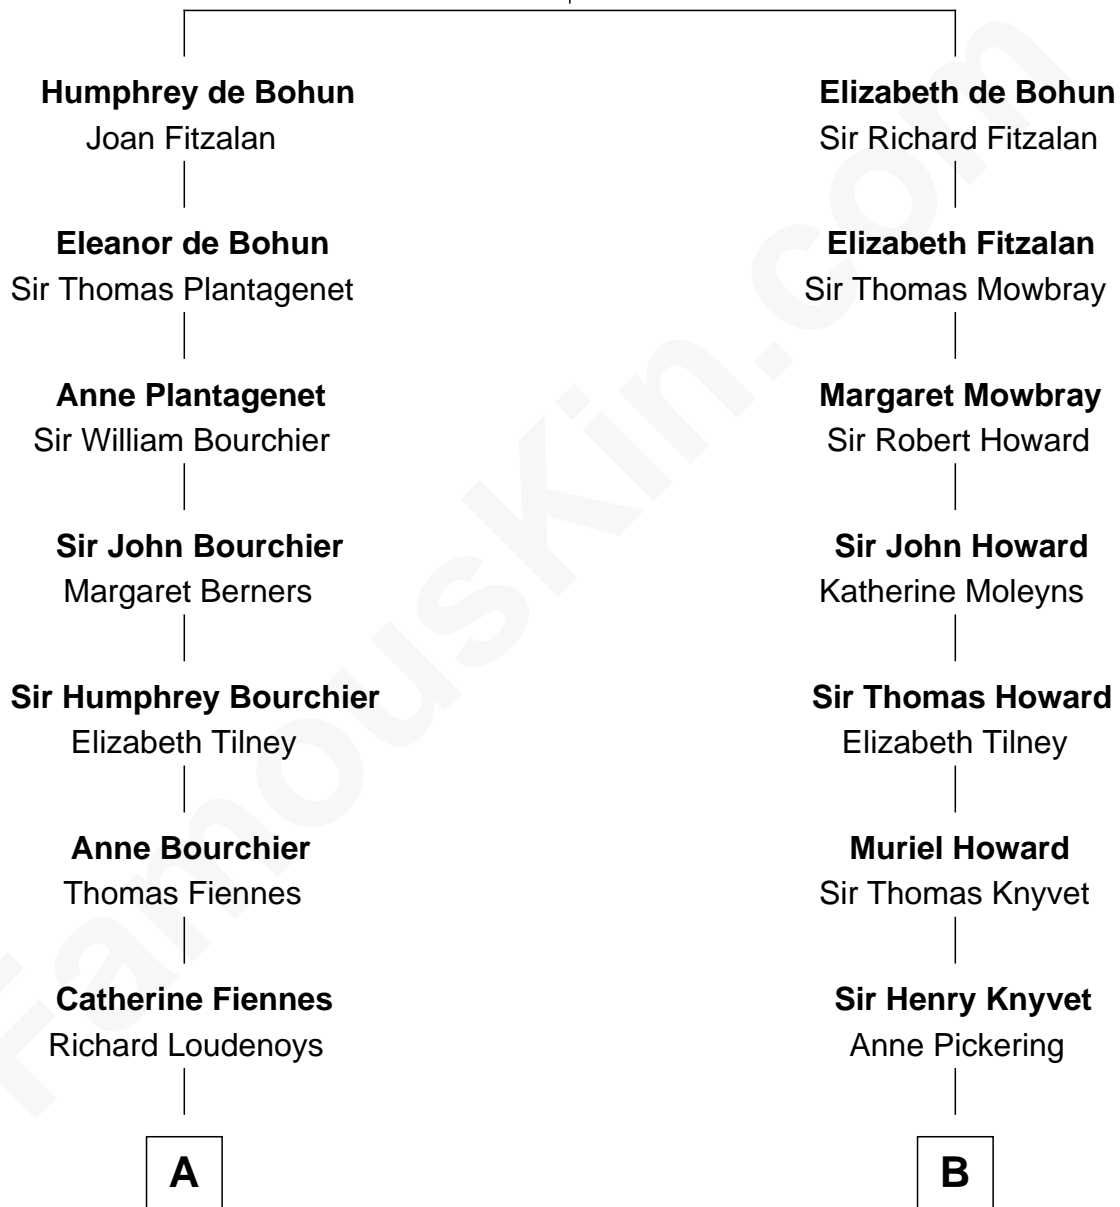 Humphrey de Bohun
Joan Fitzalan
Eleanor de Bohun
Sir Thomas Plantagenet
Anne Plantagenet
Sir William Bourchier
Sir John Bourchier
Margaret Berners
Sir Humphrey Bourchier
Elizabeth Tilney
Anne Bourchier
Thomas Fiennes
Catherine Fiennes
Richard Loudenoys
A
Elizabeth de Bohun
Sir Richard Fitzalan
Elizabeth Fitzalan
Sir Thomas Mowbray
Margaret Mowbray
Sir Robert Howard
Sir John Howard
Katherine Moleyns
Sir Thomas Howard
Elizabeth Tilney
Muriel Howard
Sir Thomas Knyvet
Sir Henry Knyvet
Anne Pickering
B
FamousKin.com